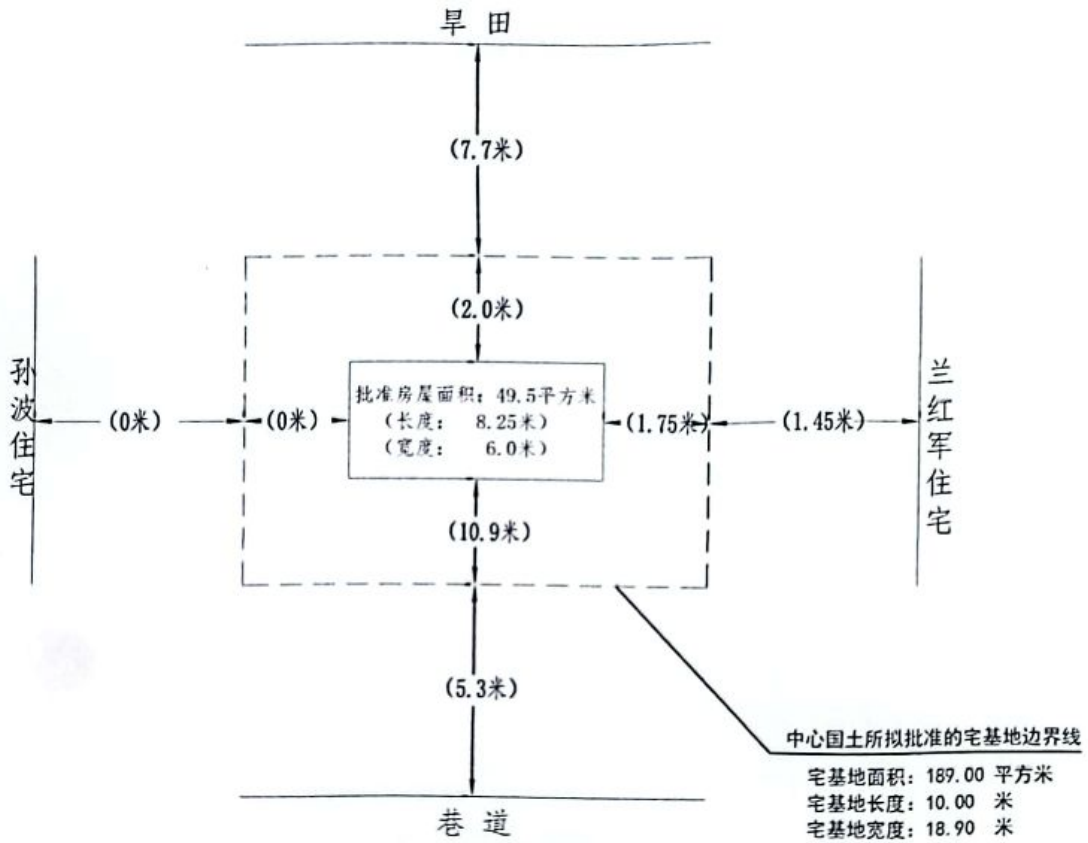 旱田
(7.7米)
(2.0米)
孙波住宅
(0米)
(0米)
批准房屋面积：49.5平方米
(长度： 8.25米)
(宽度： 6.0米)
(1.75米)
(1.45米)
兰红军住宅
(10.9米)
(5.3米)
中心国土所拟批准的宅基地边界线
宅基地面积：189.00 平方米
宅基地长度：10.00 米
宅基地宽度：18.90 米
巷道